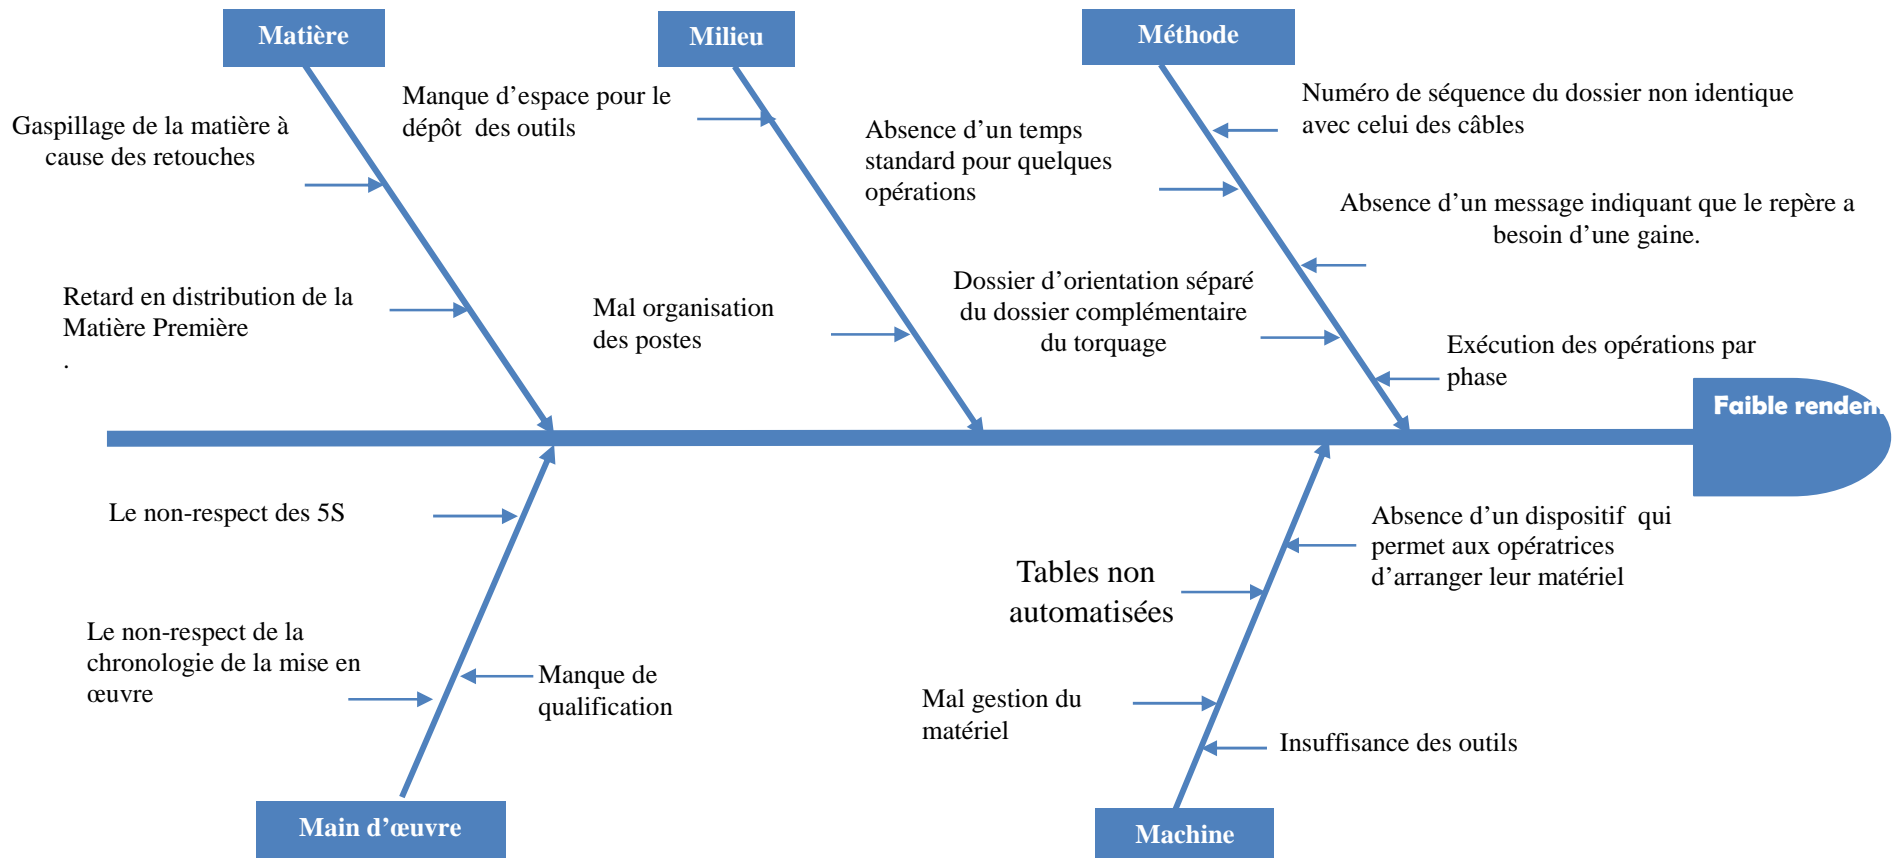 Matière
Milieu
Méthode
Gaspillage de la matière à
cause des retouches
Manque d’espace pour le
dépôt  des outils
Absence d’un temps
standard pour quelques
opérations
Numéro de séquence du dossier non identique
avec celui des câbles
Absence d’un message indiquant que le repère a
besoin d’une gaine.
Retard en distribution de la
Matière Première
.
Mal organisation
des postes
Dossier d’orientation séparé
du dossier complémentaire
du torquage
Exécution des opérations par
phase
Faible rendem
Le non-respect des 5S
Le non-respect de la
chronologie de la mise en
œuvre
Manque de
qualification
Tables non
automatisées
Absence d’un dispositif  qui
permet aux opératrices
d’arranger leur matériel
Mal gestion du
matériel
Insuffisance des outils
Main d’œuvre
Machine